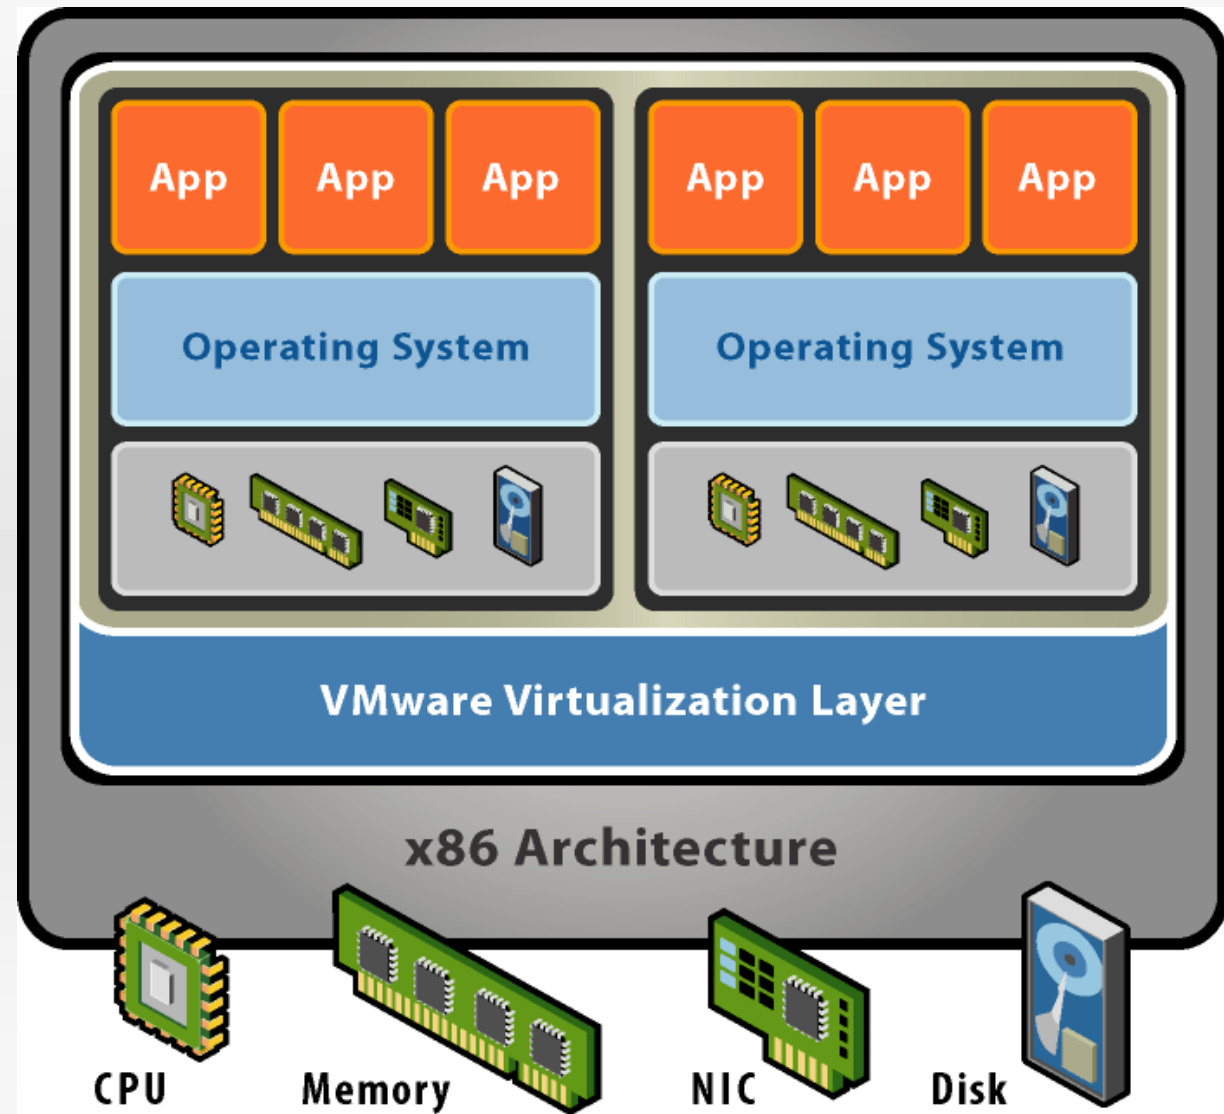 App App App App App App
Operating System Operating System
VMware Virtualization Layer
x86 Architecture
CPU Memory NIC Disk